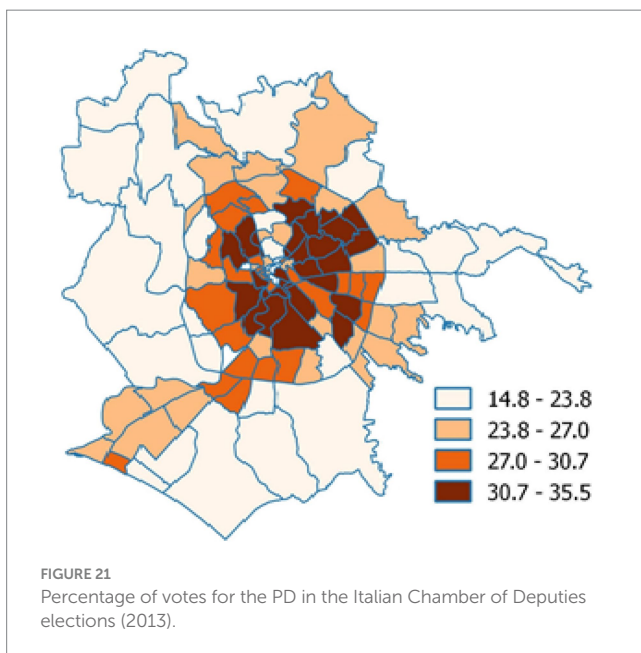 14.8 - 23.8
23.8 - 27.0
27.0 - 30.7
30.7 - 35.5
FIGURE 21
Percentage of votes for the PD in the Italian Chamber of Deputies
elections (2013).